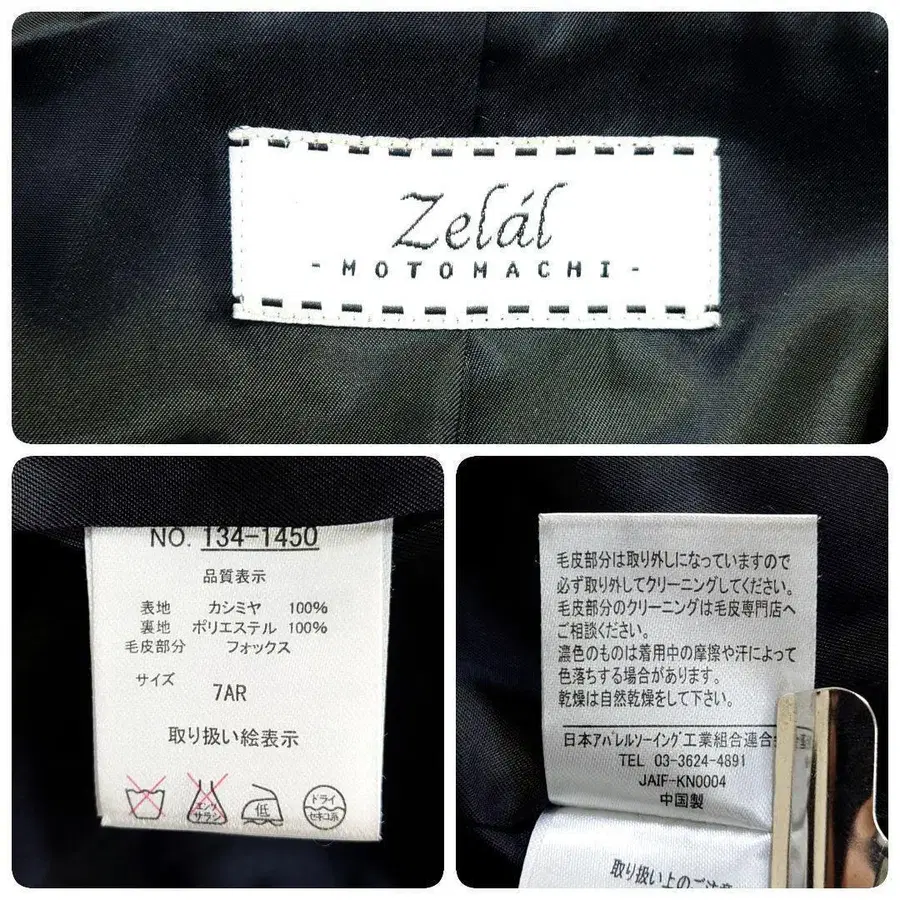 Zelál
- MOTOMACHI -
NO. 134-1450
品質表示
表地 カシミヤ 100%
裏地 ポリエステル 100%
毛皮部分 フォックス
サイズ
7AR
取り扱い絵表示
エンソ サラシ 低 ドライ セキユ系
毛皮部分は取り外しになっていますので
必ず取り外してクリーニングしてください。
毛皮部分のクリーニングは毛皮専門店へ
ご相談ください。
濃色のものは着用中の摩擦や汗によって
色落ちする場合があります。
乾燥は自然乾燥をして下さい。
日本アパレルソーイング工業組合連合会
TEL 03-3624-4891
JAIF-KN0004
中国製
取り扱い上のご注意